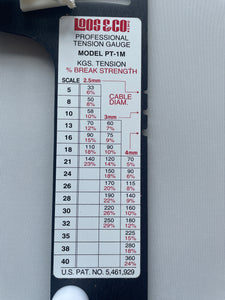 LOOS & CO.
PROFESSIONAL
TENSION GAUGE
MODEL PT-1M
KGS. TENSION
% BREAK STRENGTH
SCALE 2.5mm
CABLE
DIAM.
5 33
6%
8 50
8%
10 58
10% 3mm
13 70 60
12% 7%
16 90 75
15% 9%
18 110 90
18% 10% 4mm
21 140 120 70
23% 14% 5%
24 150 90
18% 6%
26 170 115
20% 8%
28 190 140
22% 9%
30 220 150
26% 10%
32 250 180
29% 12%
35 225
15%
38 280
18%
40 360
24%
U.S. PAT. NO. 5,461,929